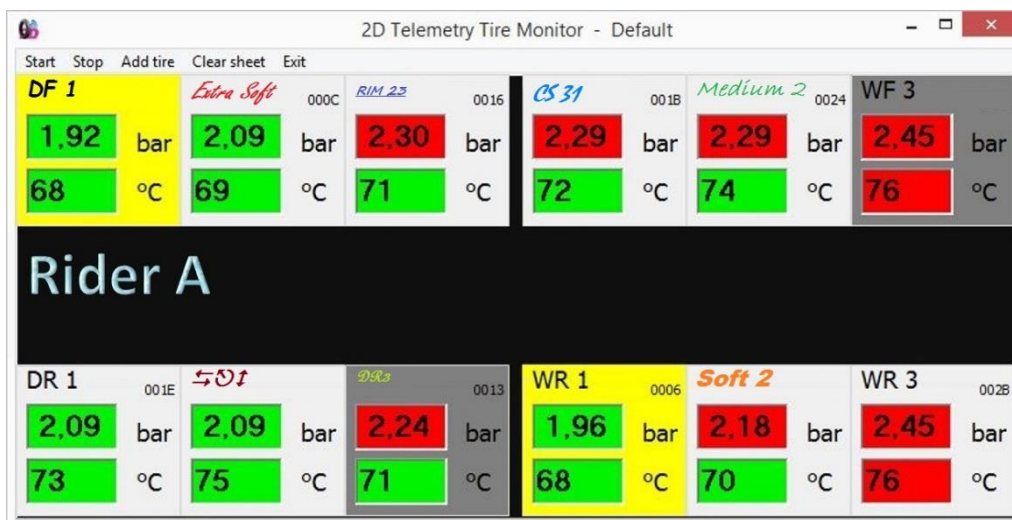 2D Telemetry Tire Monitor - Default
Start Stop Add tire Clear sheet Exit
DF 1 Extra Soft 000C RIM 23 0016 CS 31 001B Medium 2 0024 WF 3
1,92 bar 2,09 bar 2,30 bar 2,29 bar 2,29 bar 2,45 bar
68 °C 69 °C 71 °C 72 °C 74 °C 76 °C
Rider A
DR 1 001E ⇆↺↕ DR3 0013 WR 1 0006 Soft 2 WR 3 002B
2,09 bar 2,09 bar 2,24 bar 1,96 bar 2,18 bar 2,45 bar
73 °C 75 °C 71 °C 68 °C 70 °C 76 °C